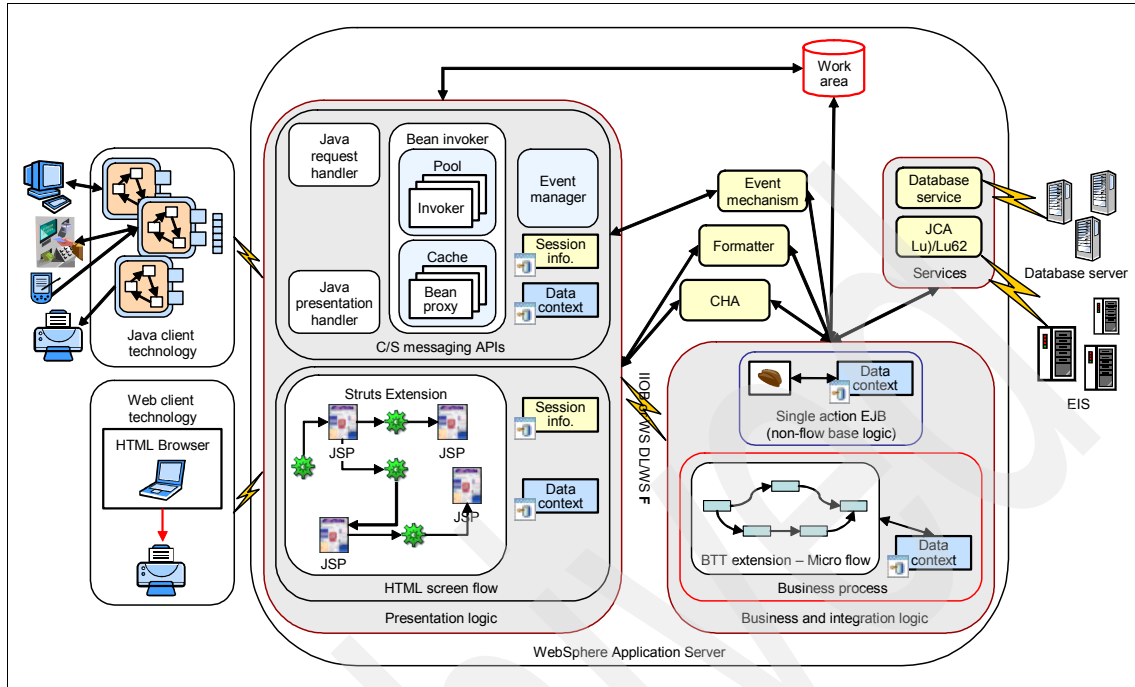 Work
area
Java
request
handler
Bean invoker
Pool
Invoker
Event
manager
Cache
Bean
proxy
Session
info.
Java
presentation
handler
Data
context
C/S messaging APIs
Event
mechanism
Formatter
CHA
Database
service
JCA
Lu)/Lu62
Services
Database server
EIS
Java client
technology
Web client
technology
HTML Browser
Struts Extension
JSP
JSP
JSP
JSP
Session
info.
Data
context
HTML screen flow
Presentation logic
Data
context
Single action EJB
(non-flow base logic)
BTT extension – Micro flow
Data
context
Business process
Business and integration logic
WebSphere Application Server